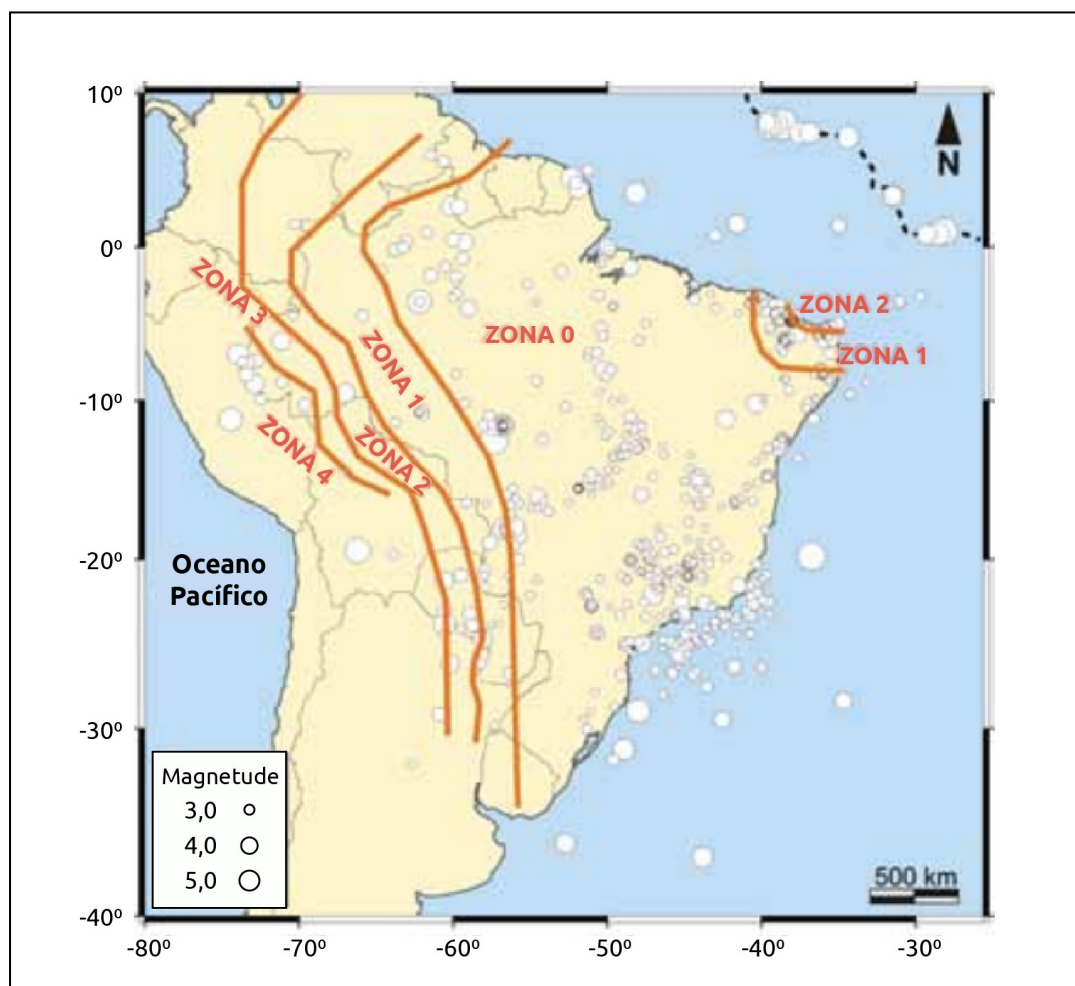 10º
0º
-10º
-20º
-30º
-40º
N
ZONA 3
ZONA 2
ZONA 0
ZONA 1
ZONA 1
ZONA 2
ZONA 4
Oceano
Pacífico
Magnetude
3,0
4,0
5,0
500 km
-80º
-70º
-60º
-50º
-40º
-30º